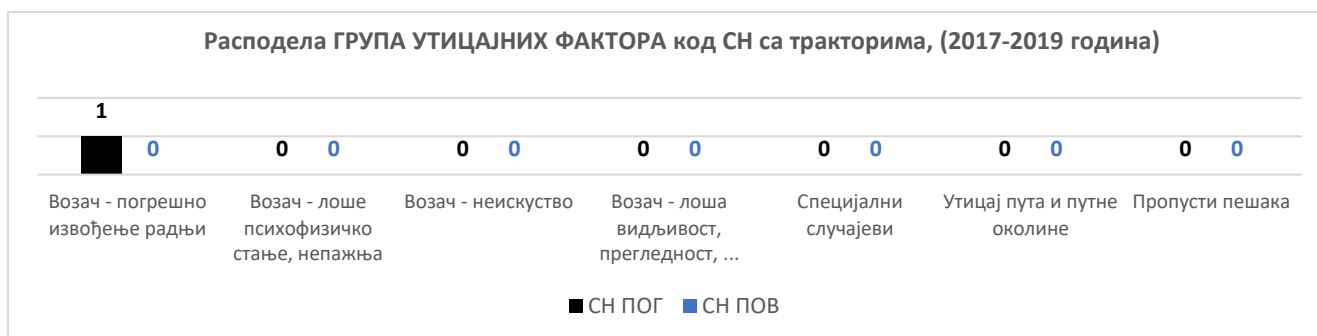 Расподела ГРУПА УТИЦАЈНИХ ФАКТОРА код СН са тракторима, (2017-2019 година)
1
0 0 0 0 0 0 0 0 0 0 0 0 0
Возач - погрешно извођење радњи
Возач - лоше психофизичко стање, непажња
Возач - неискуство
Возач - лоша видљивост, прегледност, ...
Специјални случајеви
Утицај пута и путне околине
Пропусти пешака
СН ПОГ СН ПОВ